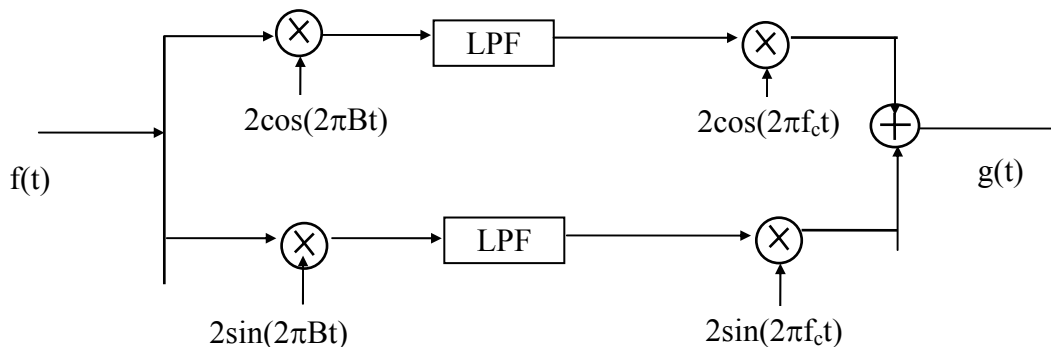 LPF
2cos(2πBt)
2cos(2πf_ct)
f(t)
g(t)
LPF
2sin(2πBt)
2sin(2πf_ct)